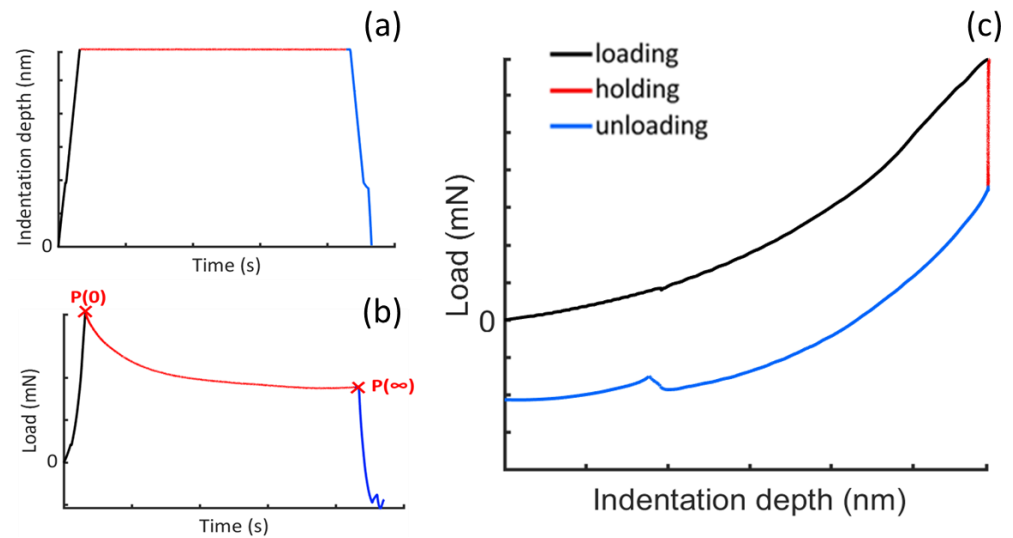 (a)
Indentation depth (nm)
0
Time (s)
P(0)
(b)
P(∞)
Load (mN)
0
Time (s)
(c)
loading
holding
unloading
Load (mN)
0
Indentation depth (nm)